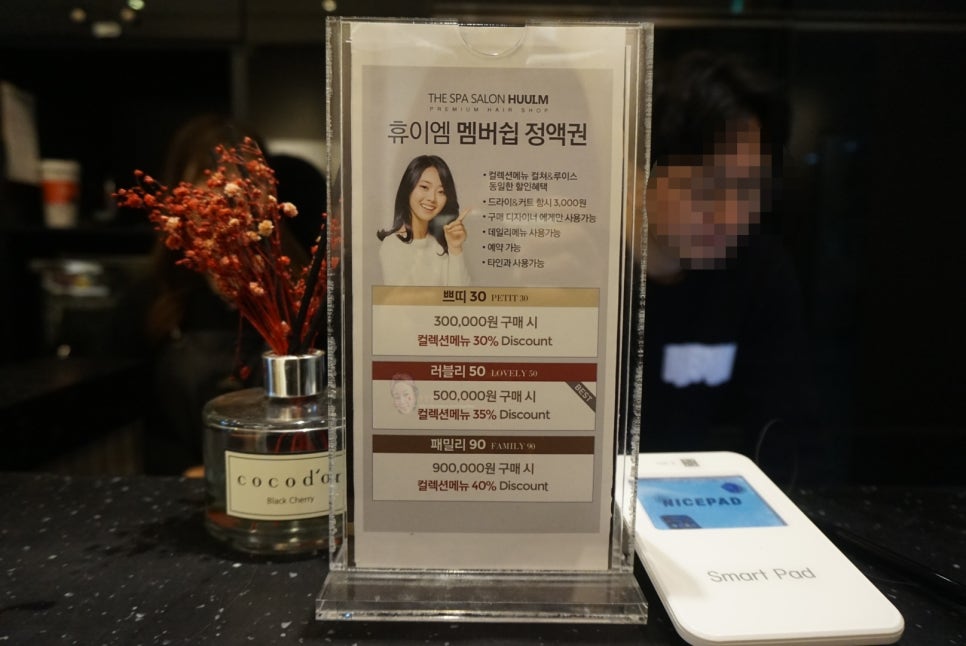 THE SPA SALON HUULM
PREMIUM HAIR SHOP
휴이엠 멤버쉽 정액권
• 컬렉션메뉴 컬쳐&루이스
동일한 할인혜택
• 드라이&커트 항시 3,000원
• 구매 디자이너 에게만 사용가능
• 데일리메뉴 사용가능
• 예약 가능
• 타인과 사용가능
쁘띠 30 PETIT 30
300,000원 구매 시
컬렉션메뉴 30% Discount
러블리 50 LOVELY 50
BEST
500,000원 구매 시
컬렉션메뉴 35% Discount
패밀리 90 FAMILY 90
900,000원 구매 시
컬렉션메뉴 40% Discount
cocod'or
Black Cherry
NICEPAD
Smart Pad